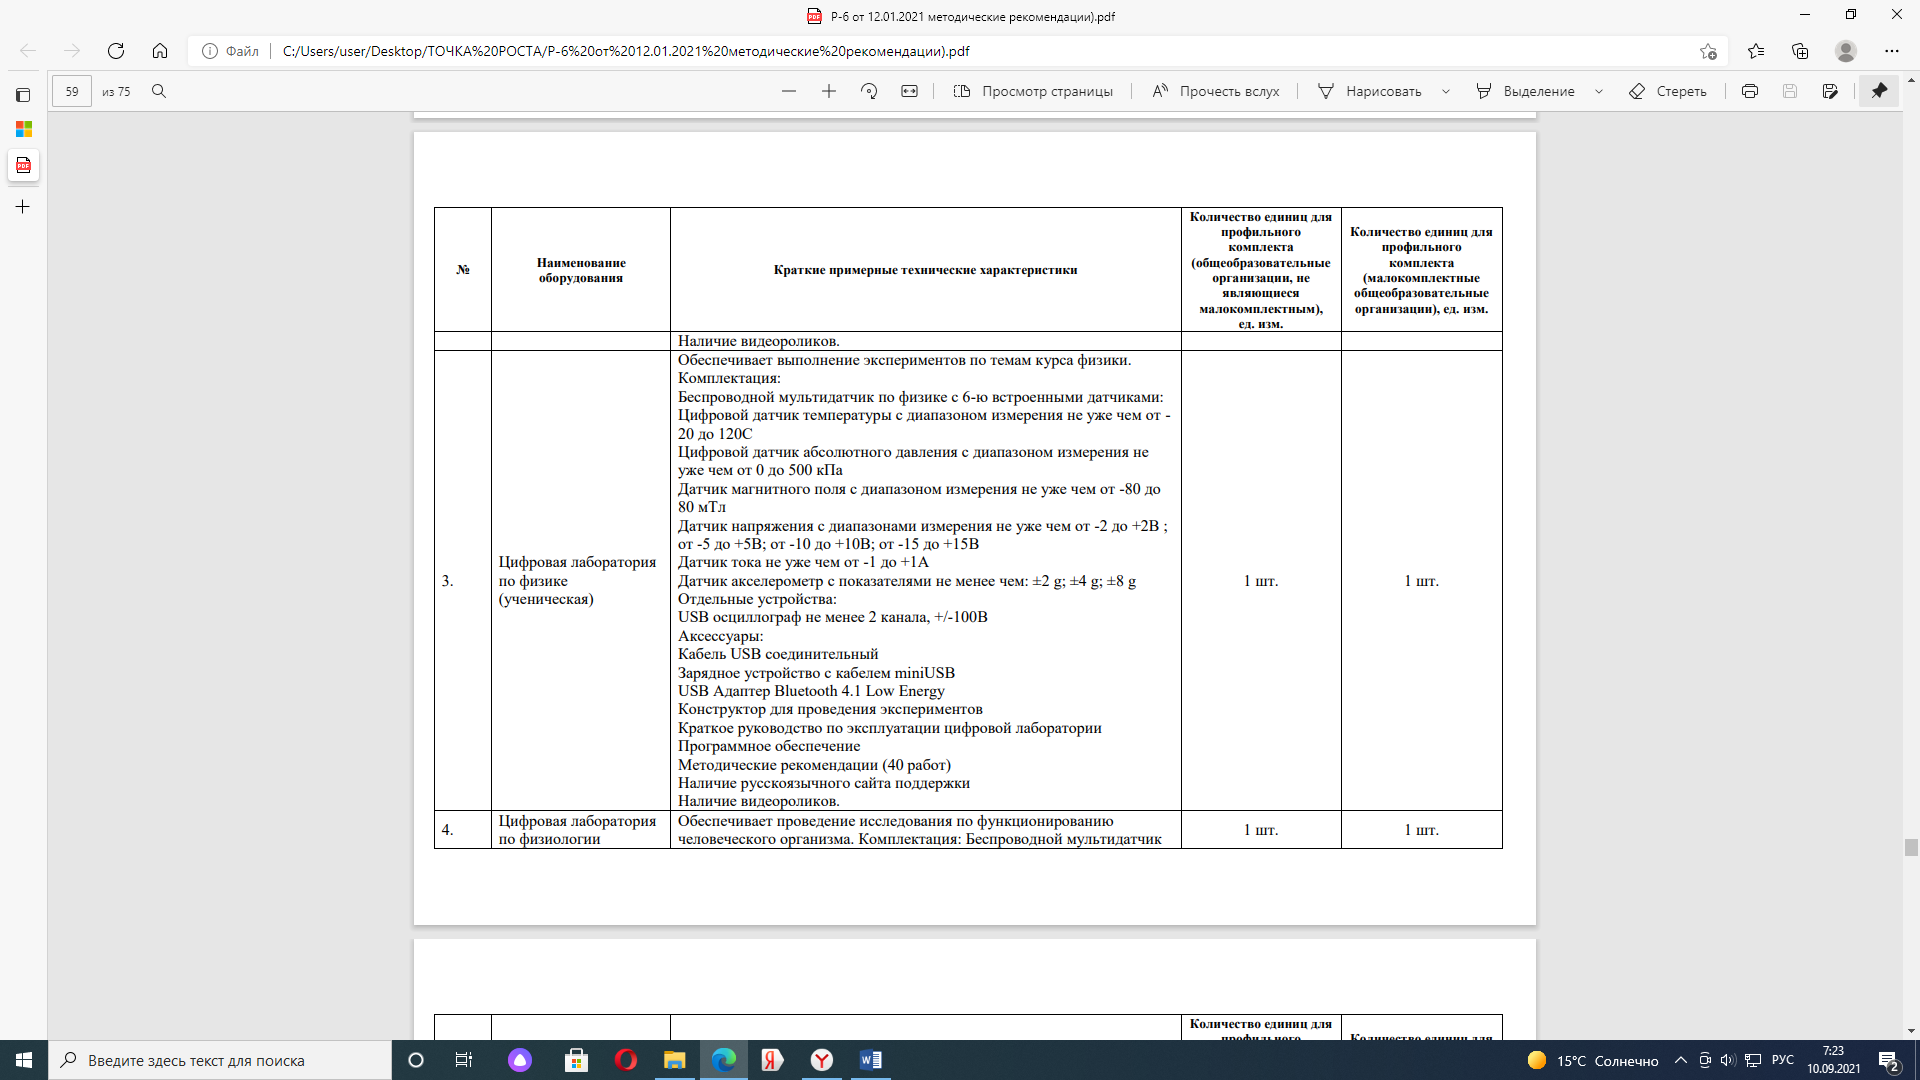 Р-6 от 12.01.2021 методические рекомендации).pdf
Файл
C:/Users/user/Desktop/ТОЧКА%20РОСТА/Р-6%20от%2012.01.2021%20методические%20рекомендации).pdf
59 из 75
Просмотр страницы
Прочесть вслух
Нарисовать
Выделение
Стереть
№
Наименование
оборудования
Краткие примерные технические характеристики
Количество единиц для
профильного
комплекта
(общеобразовательные
организации, не
являющиеся
малокомплектным),
ед. изм.
Количество единиц для
профильного
комплекта
(малокомплектные
общеобразовательные
организации), ед. изм.
Наличие видеороликов.
3.
Цифровая лаборатория
по физике
(ученическая)
Обеспечивает выполнение экспериментов по темам курса физики.
Комплектация:
Беспроводной мультидатчик по физике с 6-ю встроенными датчиками:
Цифровой датчик температуры с диапазоном измерения не уже чем от -
20 до 120С
Цифровой датчик абсолютного давления с диапазоном измерения не
уже чем от 0 до 500 кПа
Датчик магнитного поля с диапазоном измерения не уже чем от -80 до
80 мТл
Датчик напряжения с диапазонами измерения не уже чем от -2 до +2В ;
от -5 до +5В; от -10 до +10В; от -15 до +15В
Датчик тока не уже чем от -1 до +1А
Датчик акселерометр с показателями не менее чем: ±2 g; ±4 g; ±8 g
Отдельные устройства:
USB осциллограф не менее 2 канала, +/-100В
Аксессуары:
Кабель USB соединительный
Зарядное устройство с кабелем miniUSB
USB Адаптер Bluetooth 4.1 Low Energy
Конструктор для проведения экспериментов
Краткое руководство по эксплуатации цифровой лаборатории
Программное обеспечение
Методические рекомендации (40 работ)
Наличие русскоязычного сайта поддержки
Наличие видеороликов.
1 шт.
1 шт.
4.
Цифровая лаборатория
по физиологии
Обеспечивает проведение исследования по функционированию
человеческого организма. Комплектация: Беспроводной мультидатчик
1 шт.
1 шт.
Количество единиц для
профильного
Количество единиц для
Введите здесь текст для поиска
15°C Солнечно
РУС
7:23
10.09.2021
2